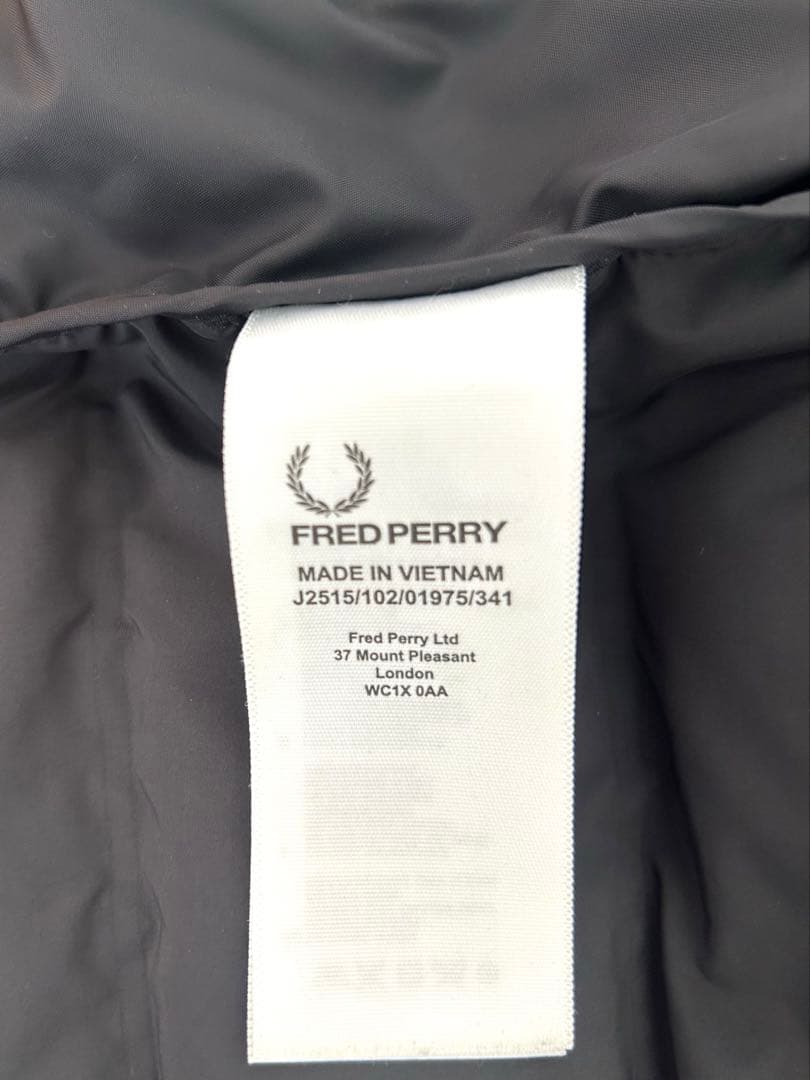 FRED PERRY
MADE IN VIETNAM
J2515/102/01975/341
Fred Perry Ltd
37 Mount Pleasant
London
WC1X 0AA